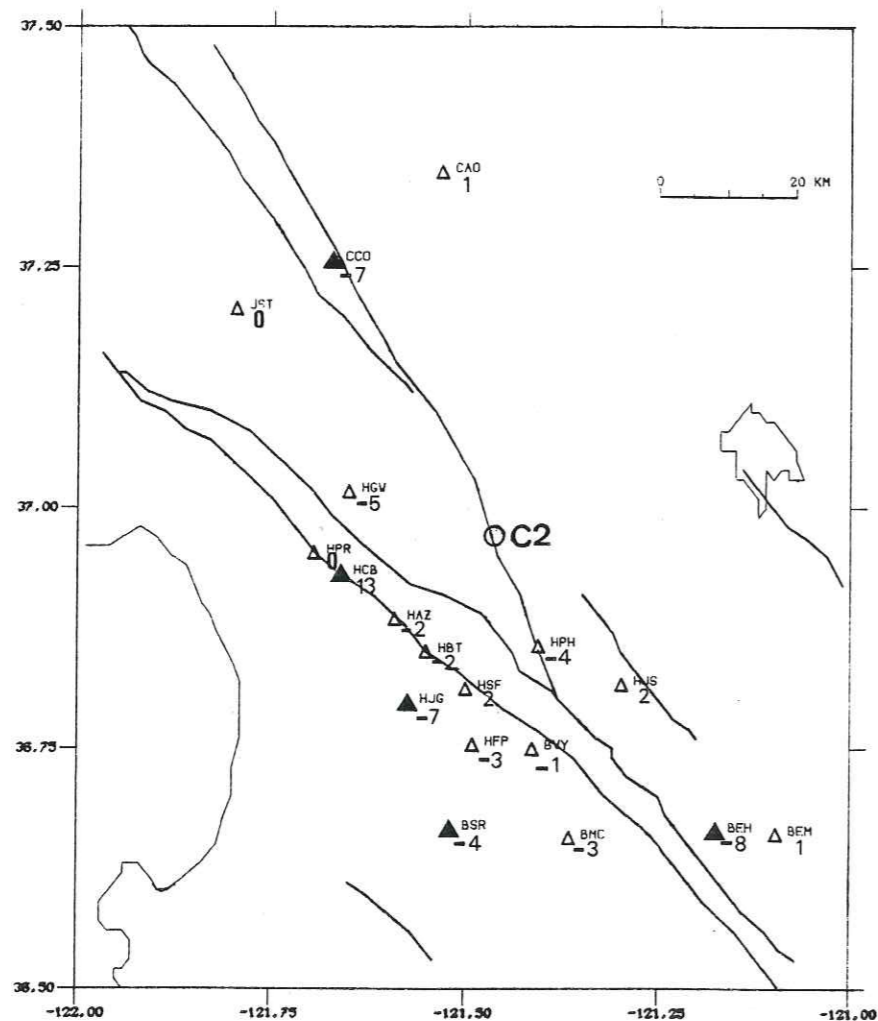 37.50
CAO
1
0 20 KM
37.25
CCO
-7
JST
0
37.00
HGW
-5
C2
HPR
0
HCB
13
HAZ
-2
HBT
-2
HPH
-4
HSF
2
HJS
2
HJG
-7
36.75
HFP
-3
BVY
-1
BSR
-4
BMC
-3
BEH
-8
BEM
1
36.50
-122.00 -121.75 -121.50 -121.25 -121.00